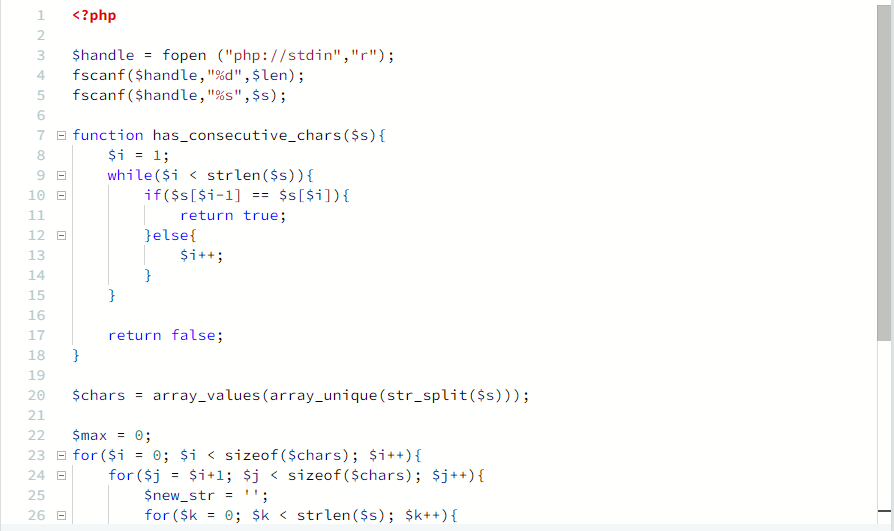 1 <?php
2
3 $handle = fopen ("php://stdin","r");
4 fscanf($handle,"%d",$len);
5 fscanf($handle,"%s",$s);
6
7 function has_consecutive_chars($s){
8 $i = 1;
9 while($i < strlen($s)){
10 if($s[$i-1] == $s[$i]){
11 return true;
12 }else{
13 $i++;
14 }
15 }
16
17 return false;
18 }
19
20 $chars = array_values(array_unique(str_split($s)));
21
22 $max = 0;
23 for($i = 0; $i < sizeof($chars); $i++){
24 for($j = $i+1; $j < sizeof($chars); $j++){
25 $new_str = '';
26 for($k = 0; $k < strlen($s); $k++){